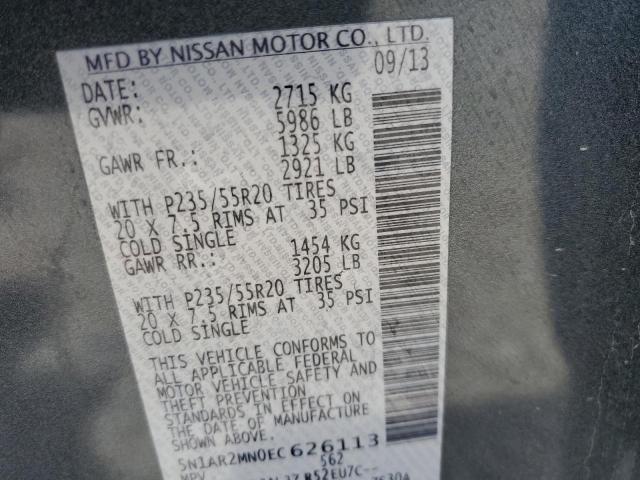 MFD BY NISSAN MOTOR CO., LTD.
DATE: 09/13
GVWR: 2715 KG
5986 LB
GAWR FR.: 1325 KG
2921 LB
WITH P235/55R20 TIRES
20 X 7.5 RIMS AT 35 PSI
COLD SINGLE
GAWR RR.: 1454 KG
3205 LB
WITH P235/55R20 TIRES
20 X 7.5 RIMS AT 35 PSI
COLD SINGLE
THIS VEHICLE CONFORMS TO
ALL APPLICABLE FEDERAL
MOTOR VEHICLE SAFETY AND
THEFT PREVENTION
STANDARDS IN EFFECT ON
THE DATE OF MANUFACTURE
SHOWN ABOVE.
5N1AR2MN0EC626113
MPV 562
R52EU7C--